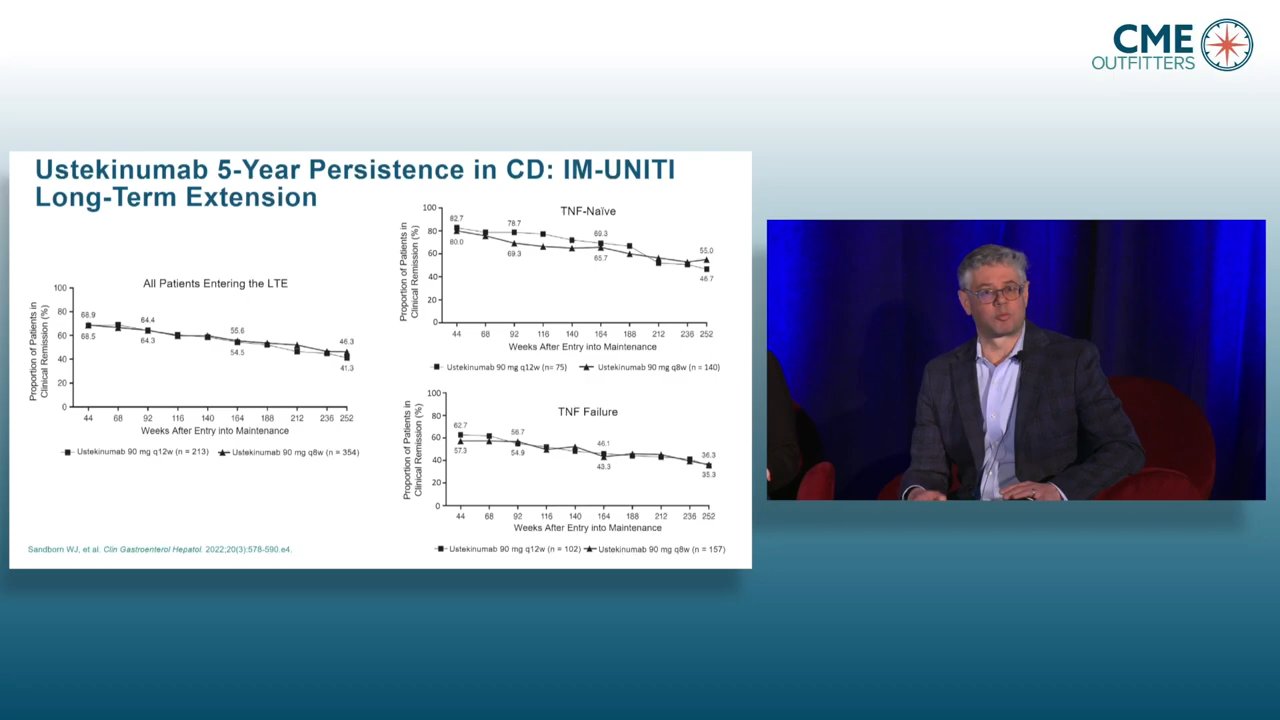 CME
OUTFITTERS
Ustekinumab 5-Year Persistence in CD: IM-UNITI
Long-Term Extension
All Patients Entering the LTE
Proportion of Patients in
Clinical Remission (%)
100
80
60
40
20
0
68.9
68.5
64.4
64.3
55.6
54.5
46.3
41.3
44 68 92 116 140 164 188 212 236 252
Weeks After Entry into Maintenance
Ustekinumab 90 mg q12w (n = 213) Ustekinumab 90 mg q8w (n = 354)
TNF-Naïve
Proportion of Patients in
Clinical Remission (%)
100
80
60
40
20
0
82.7
80.0
78.7
69.3
69.3
65.7
55.0
46.7
44 68 92 116 140 164 188 212 236 252
Weeks After Entry into Maintenance
Ustekinumab 90 mg q12w (n= 75) Ustekinumab 90 mg q8w (n = 140)
TNF Failure
Proportion of Patients in
Clinical Remission (%)
100
80
60
40
20
0
62.7
57.3
56.7
54.9
46.1
43.3
36.3
35.3
44 68 92 116 140 164 188 212 236 252
Weeks After Entry into Maintenance
Ustekinumab 90 mg q12w (n = 102) Ustekinumab 90 mg q8w (n = 157)
Sandborn WJ, et al. Clin Gastroenterol Hepatol. 2022;20(3):578-590.e4.